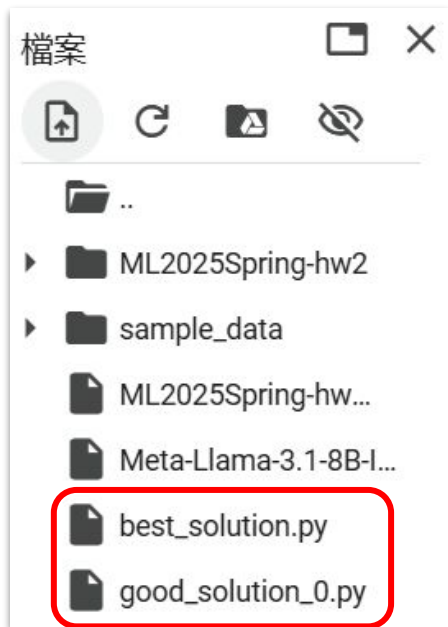 檔案
..
ML2025Spring-hw2
sample_data
ML2025Spring-hw...
Meta-Llama-3.1-8B-I...
best_solution.py
good_solution_0.py